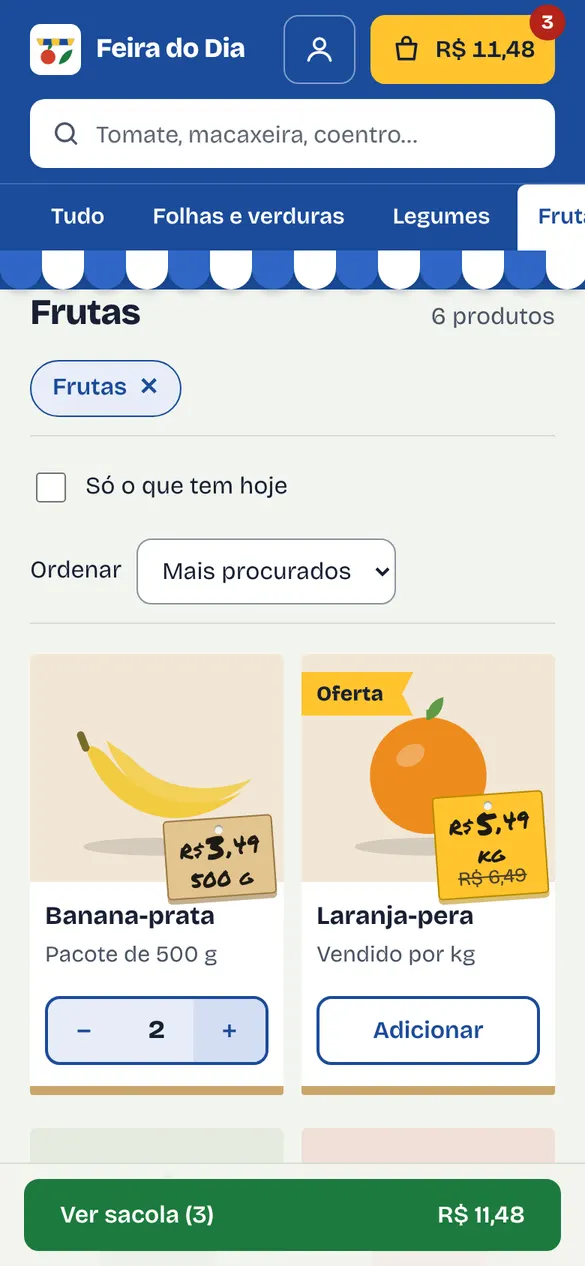 Feira do Dia
R$ 11,48
3
Tomate, macaxeira, coentro...
Tudo
Folhas e verduras
Legumes
Fruta
Frutas
6 produtos
Frutas ✕
Só o que tem hoje
Ordenar
Mais procurados
R$3,49
500 G
Oferta
R$5,49
KG
R$ 6,49
Banana-prata
Pacote de 500 g
− 2 +
Laranja-pera
Vendido por kg
Adicionar
Ver sacola (3)
R$ 11,48